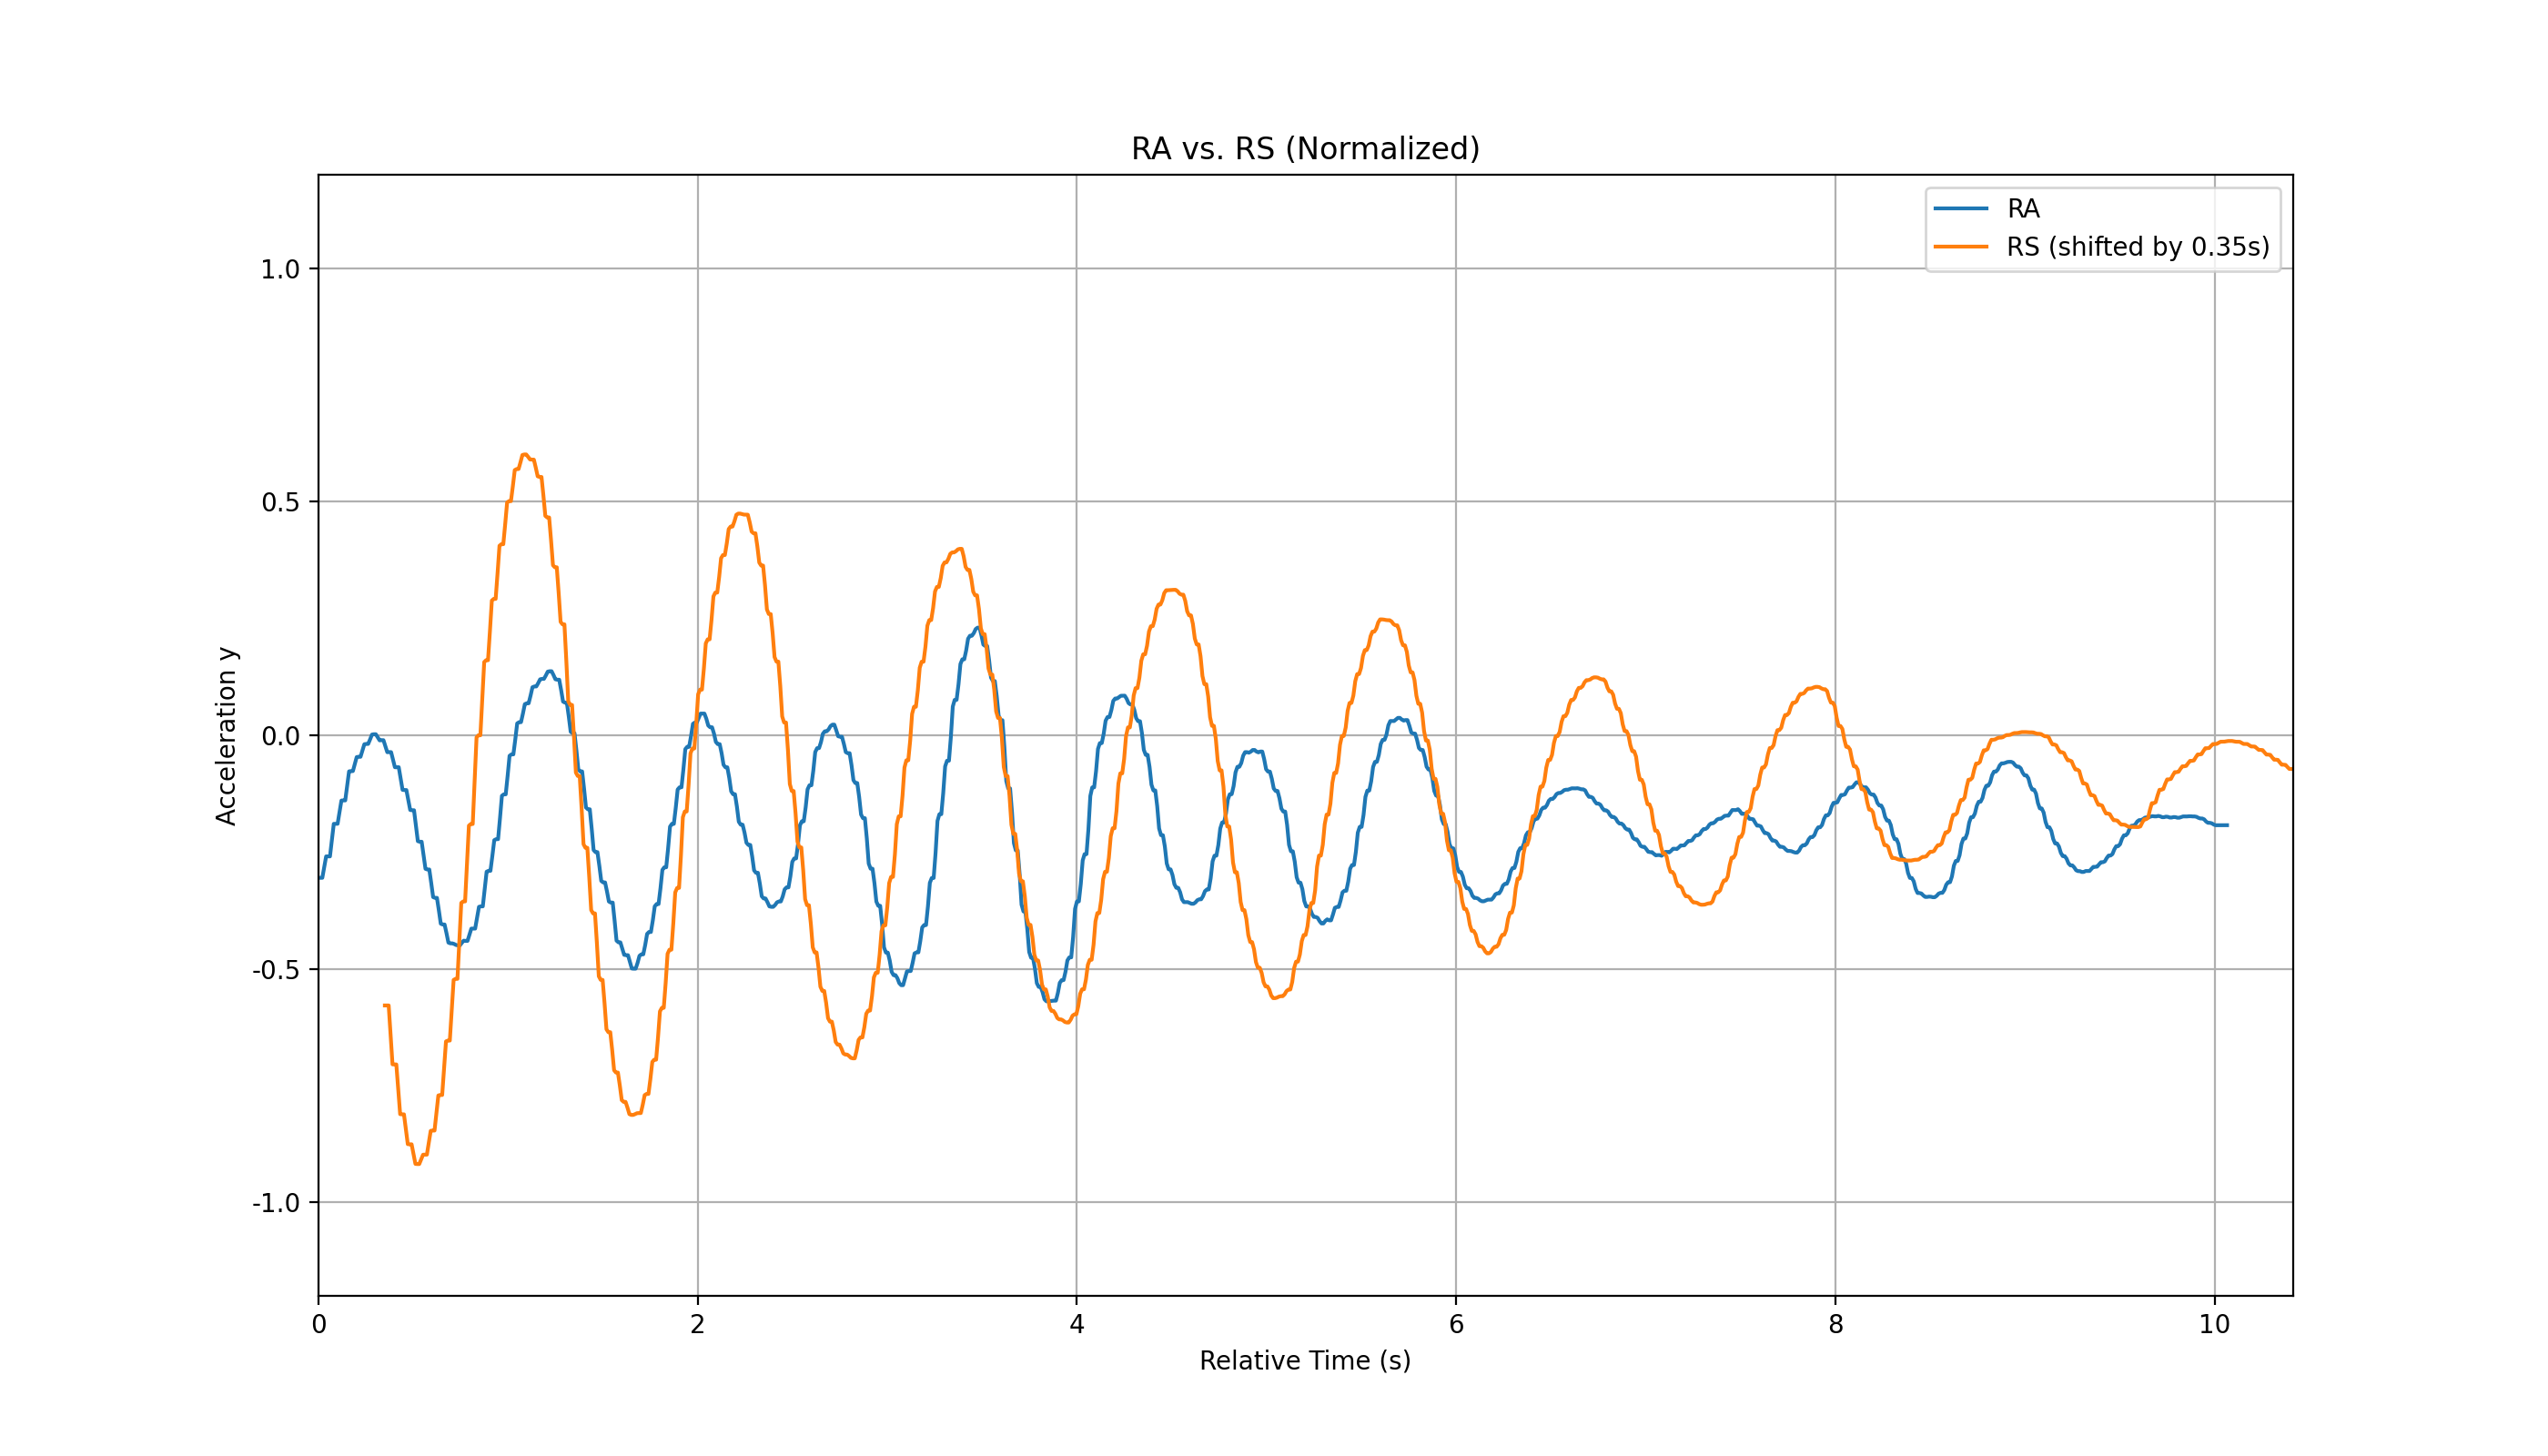 RA vs. RS (Normalized)
RA
RS (shifted by 0.35s)
1.0
0.5
0.0
-0.5
-1.0
Acceleration y
0 2 4 6 8 10
Relative Time (s)